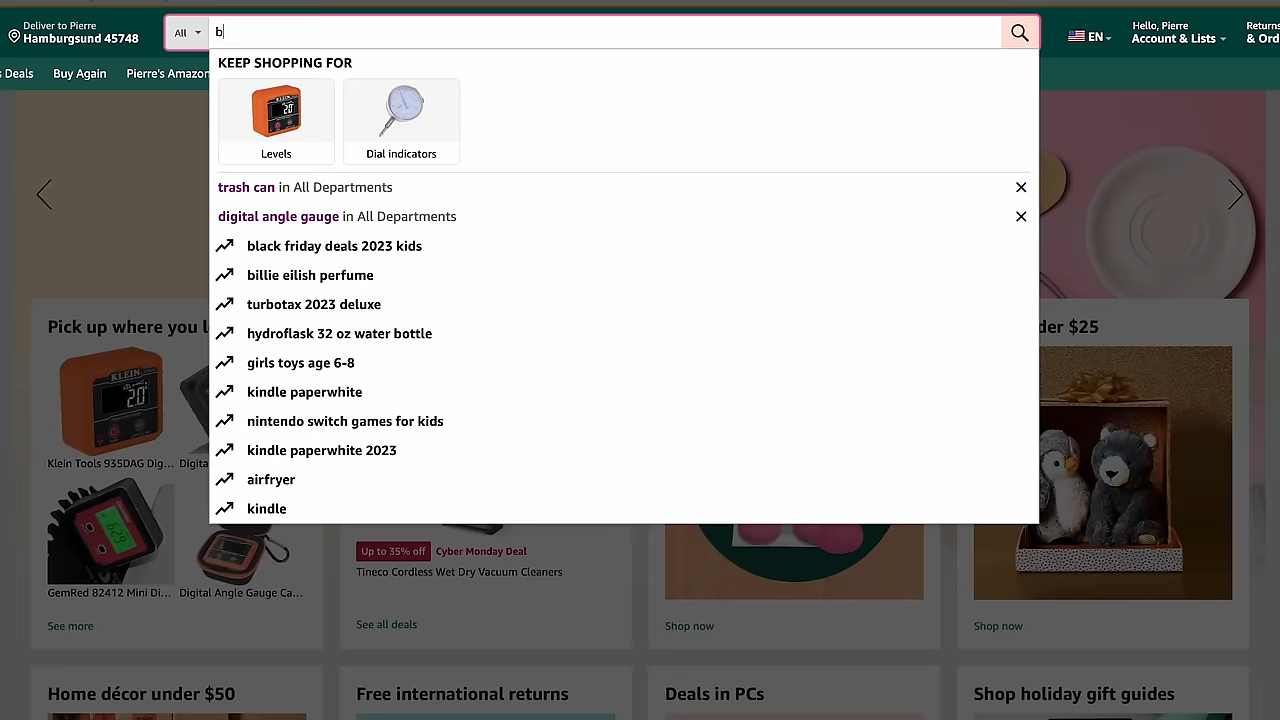 Deliver to Pierre
Hamburgsund 45748
All
b
EN
Hello, Pierre
Account & Lists
Returns
& Ord
s Deals
Buy Again
Pierre's Amazon
KEEP SHOPPING FOR
Levels
Dial indicators
trash can in All Departments
digital angle gauge in All Departments
black friday deals 2023 kids
billie eilish perfume
turbotax 2023 deluxe
hydroflask 32 oz water bottle
girls toys age 6-8
kindle paperwhite
nintendo switch games for kids
kindle paperwhite 2023
airfryer
kindle
Pick up where you l
der $25
KLEIN
2.0
Klein Tools 935DAG Dig...
Digita
GemRed 82412 Mini Di...
Digital Angle Gauge Ca...
See more
Up to 35% off
Cyber Monday Deal
Tineco Cordless Wet Dry Vacuum Cleaners
See all deals
Shop now
Shop now
Home décor under $50
Free international returns
Deals in PCs
Shop holiday gift guides